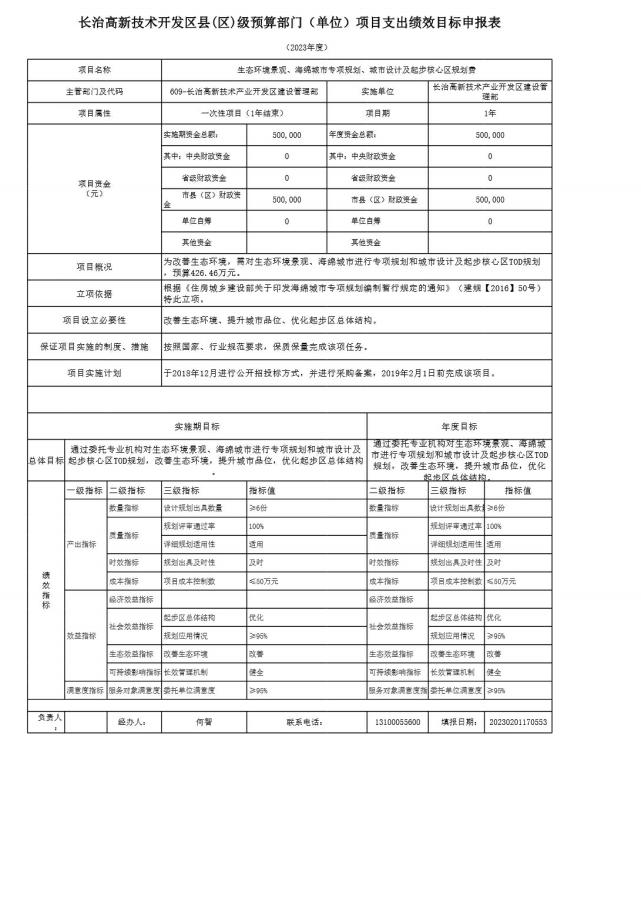 长治高新技术开发区县(区)级预算部门（单位）项目支出绩效目标申报表
（2023年度）
项目名称 生态环境景观、海绵城市专项规划、城市设计及起步核心区规划费
主管部门及代码 609-长治高新技术产业开发区建设管理部 实施单位 长治高新技术产业开发区建设管理部
项目属性 一次性项目（1年结束） 项目期 1年
项目资金（元） 实施期资金总额： 500,000 年度资金总额： 500,000
其中：中央财政资金 0 其中：中央财政资金 0
省级财政资金 0 省级财政资金 0
市县（区）财政资金 500,000 市县（区）财政资金 500,000
单位自筹 0 单位自筹 0
其他资金 其他资金
项目概况 为改善生态环境，需对生态环境景观、海绵城市进行专项规划和城市设计及起步核心区TOD规划
，预算426.46万元。
立项依据 根据《住房城乡建设部关于印发海绵城市专项规划编制暂行规定的通知》（建规【2016】50号）
特此立项。
项目设立必要性 改善生态环境、提升城市品位、优化起步区总体结构。
保证项目实施的制度、措施 按照国家、行业规范要求，保质保量完成该项任务。
项目实施计划 于2018年12月进行公开招投标方式，并进行采购备案，2019年2月1日前完成该项目。
实施期目标 年度目标
总体目标 通过委托专业机构对生态环境景观、海绵城市进行专项规划和城市设计及
起步核心区TOD规划，改善生态环境，提升城市品位，优化起步区总体结构
。
通过委托专业机构对生态环境景观、海绵城
市进行专项规划和城市设计及起步核心区TOD
规划，改善生态环境，提升城市品位，优化
起步区总体结构。
绩效指标
一级指标 二级指标 三级指标 指标值 二级指标 三级指标 指标值
产出指标 数量指标 设计规划出具数量 ≥6份 数量指标 设计规划出具数量 ≥6份
质量指标 规划评审通过率 100% 质量指标 规划评审通过率 100%
详细规划适用性 适用 详细规划适用性 适用
时效指标 规划出具及时性 及时 时效指标 规划出具及时性 及时
成本指标 项目成本控制数 ≤50万元 成本指标 项目成本控制数 ≤50万元
效益指标 经济效益指标 经济效益指标
社会效益指标 起步区总体结构 优化 社会效益指标 起步区总体结构 优化
规划应用情况 ≥95% 规划应用情况 ≥95%
生态效益指标 改善生态环境 改善 生态效益指标 改善生态环境 改善
可持续影响指标 长效管理机制 健全 可持续影响指标 长效管理机制 健全
满意度指标 服务对象满意度 委托单位满意度 ≥95% 服务对象满意度 委托单位满意度 ≥95%
负责人： 经办人： 何智 联系电话： 13100055600 填报日期： 20230201170553